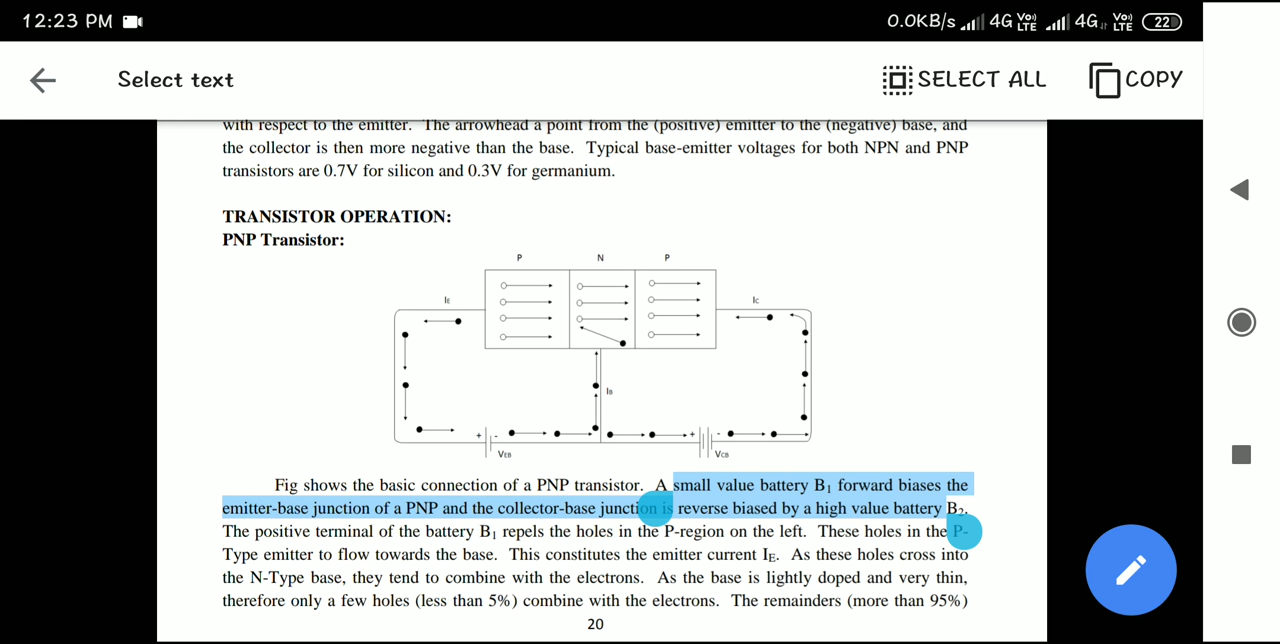 12:23 PM
0.0KB/s 4G Vo) LTE 4G Vo) LTE 22
Select text
SELECT ALL
COPY
with respect to the emitter. The arrowhead a point from the (positive) emitter to the (negative) base, and
the collector is then more negative than the base. Typical base-emitter voltages for both NPN and PNP
transistors are 0.7V for silicon and 0.3V for germanium.
TRANSISTOR OPERATION:
PNP Transistor:
P N P
IE IC
IB
+ - + -
VEB VCB
Fig shows the basic connection of a PNP transistor. A small value battery B1 forward biases the
emitter-base junction of a PNP and the collector-base junction is reverse biased by a high value battery B2.
The positive terminal of the battery B1 repels the holes in the P-region on the left. These holes in the P-
Type emitter to flow towards the base. This constitutes the emitter current IE. As these holes cross into
the N-Type base, they tend to combine with the electrons. As the base is lightly doped and very thin,
therefore only a few holes (less than 5%) combine with the electrons. The remainders (more than 95%)
20